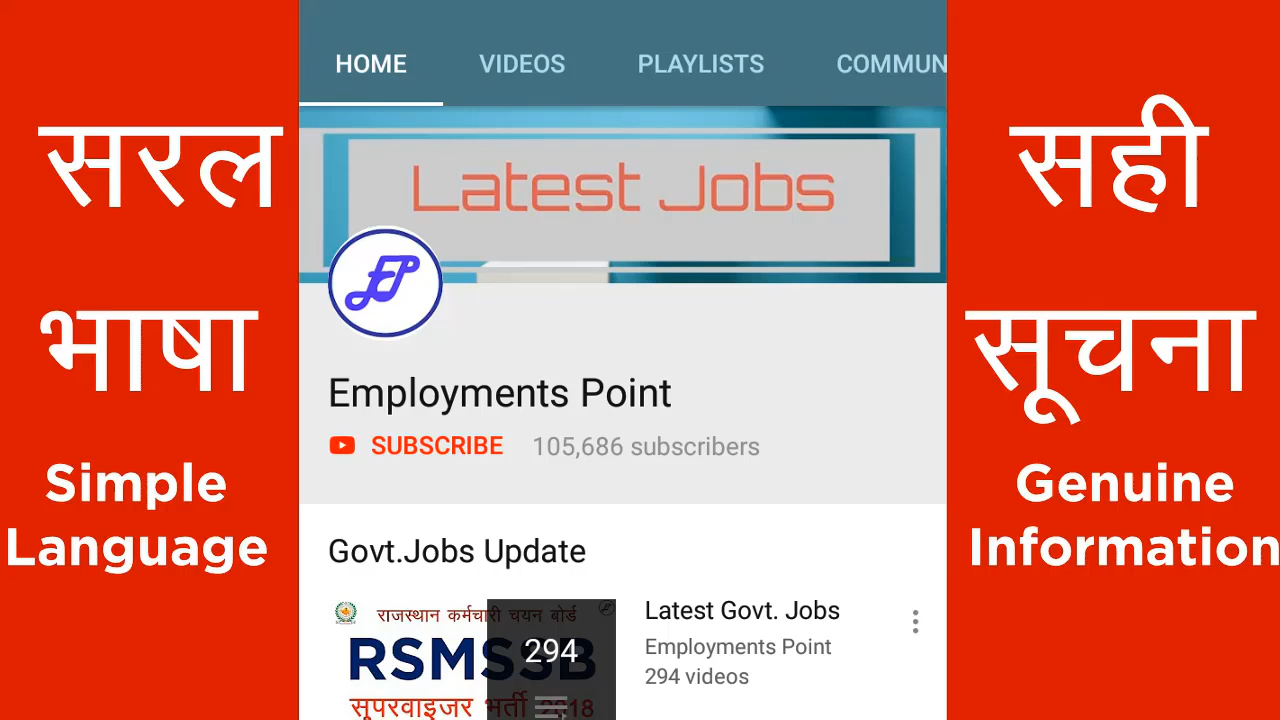 सरल
भाषा
Simple
Language
HOME VIDEOS PLAYLISTS COMMUN
Latest Jobs
EP
Employments Point
SUBSCRIBE 105,686 subscribers
Govt.Jobs Update
राजस्थान कर्मचारी चयन बोर्ड
RSMSSB
सुपरवाइजर भर्ती 2018
294
Latest Govt. Jobs
Employments Point
294 videos
सही
सूचना
Genuine
Information